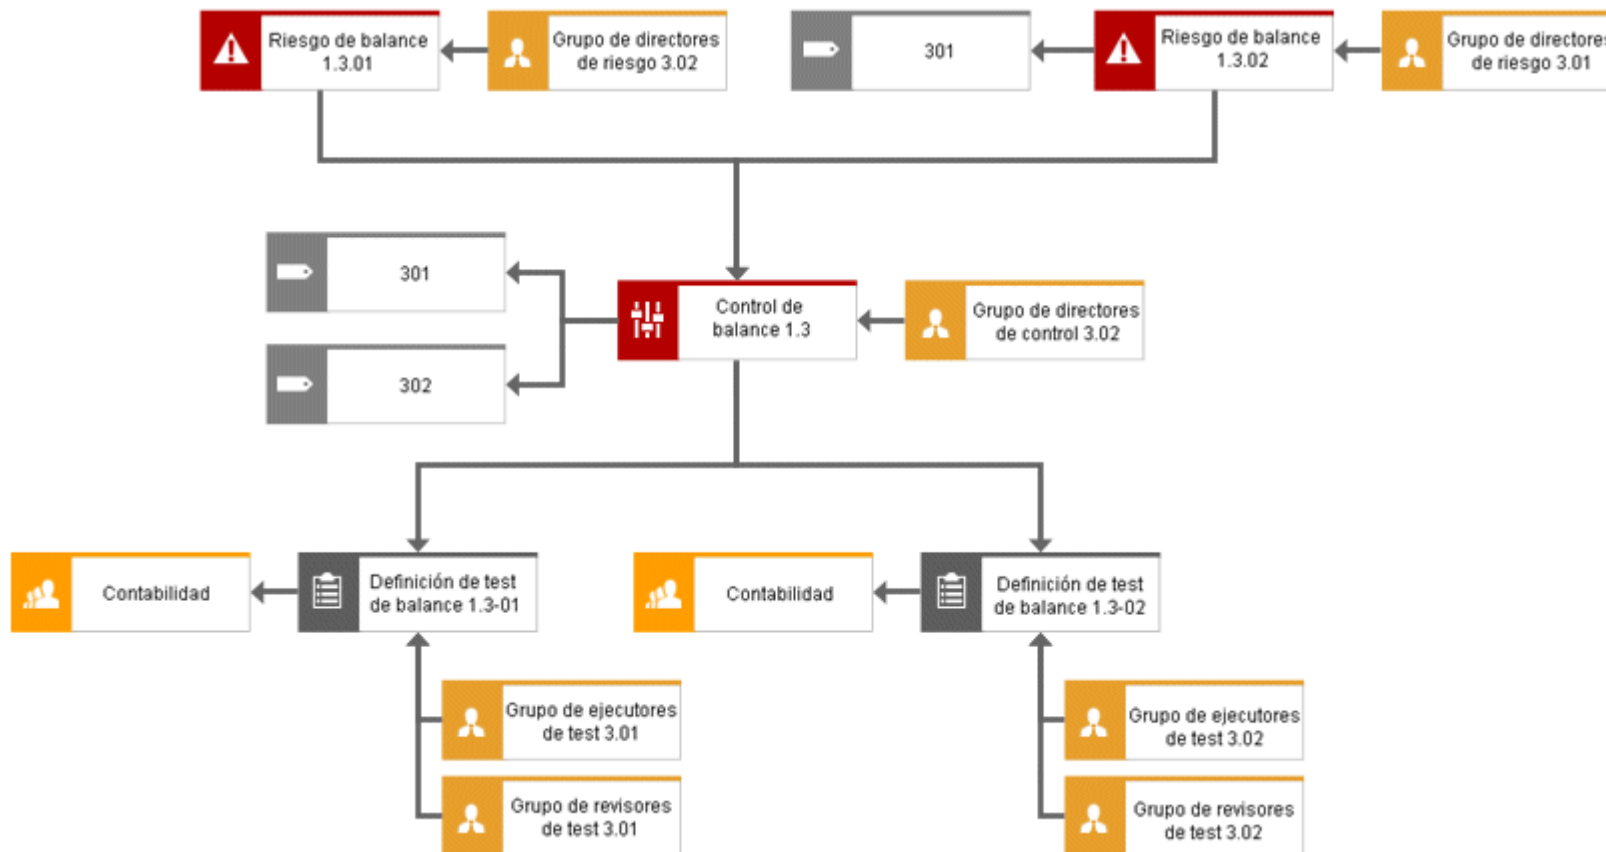 Riesgo de balance
1.3.01
Grupo de directores
de riesgo 3.02
301
Riesgo de balance
1.3.02
Grupo de directores
de riesgo 3.01
301
302
Control de
balance 1.3
Grupo de directores
de control 3.02
Contabilidad
Definición de test
de balance 1.3-01
Contabilidad
Definición de test
de balance 1.3-02
Grupo de ejecutores
de test 3.01
Grupo de revisores
de test 3.01
Grupo de ejecutores
de test 3.02
Grupo de revisores
de test 3.02